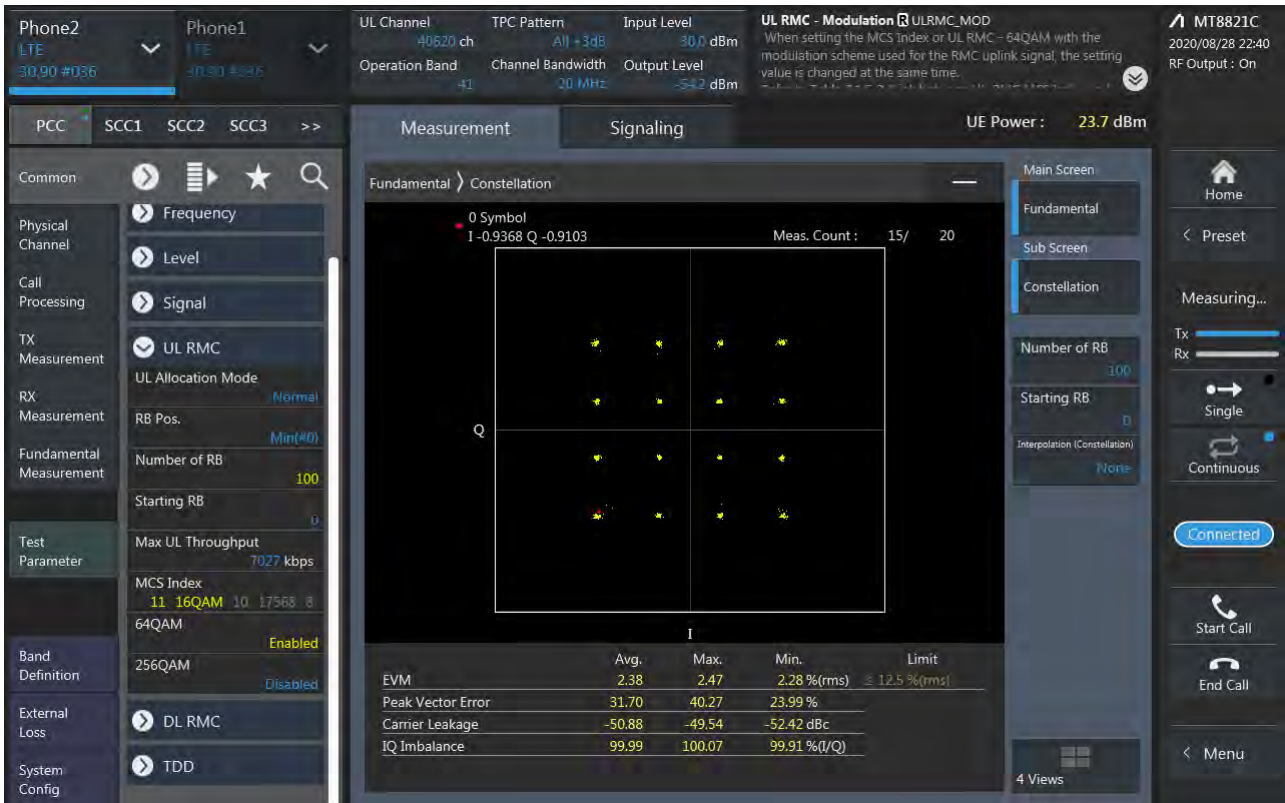 Phone2
LTE
30.90 #036
Phone1
LTE
30.90 #036
UL Channel
40620 ch
TPC Pattern
All +3dB
Input Level
30.0 dBm
Operation Band
41
Channel Bandwidth
20 MHz
Output Level
-54.2 dBm
UL RMC - Modulation R ULRMC_MOD
When setting the MCS Index or UL RMC – 64QAM with the
modulation scheme used for the RMC uplink signal, the setting
value is changed at the same time.
MT8821C
2020/08/28 22:40
RF Output : On
PCC SCC1 SCC2 SCC3 >>
Measurement
Signaling
UE Power : 23.7 dBm
Common
Physical
Channel
Call
Processing
TX
Measurement
RX
Measurement
Fundamental
Measurement
Test
Parameter
Band
Definition
External
Loss
System
Config
Frequency
Level
Signal
UL RMC
UL Allocation Mode
Normal
RB Pos.
Min(#0)
Number of RB
100
Starting RB
0
Max UL Throughput
7027 kbps
MCS Index
11 16QAM 10 17568 8
64QAM
Enabled
256QAM
Disabled
DL RMC
TDD
Fundamental 〉 Constellation
0 Symbol
I -0.9368 Q -0.9103
Meas. Count : 15/ 20
Q
I
Avg. Max. Min. Limit
EVM 2.38 2.47 2.28 %(rms) ≦ 12.5 %(rms)
Peak Vector Error 31.70 40.27 23.99 %
Carrier Leakage -50.88 -49.54 -52.42 dBc
IQ Imbalance 99.99 100.07 99.91 %(I/Q)
Main Screen
Fundamental
Sub Screen
Constellation
Number of RB
100
Starting RB
0
Interpolation (Constellation)
None
4 Views
Home
< Preset
Measuring...
Tx
Rx
Single
Continuous
Connected
Start Call
End Call
< Menu